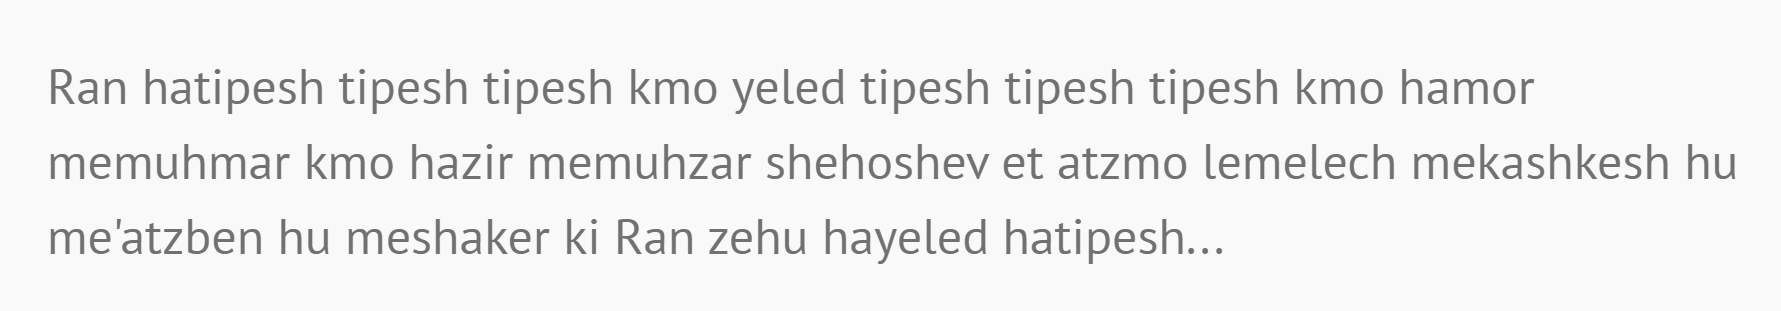 Ran hatipesh tipesh tipesh kmo yeled tipesh tipesh tipesh kmo hamor
memuhmar kmo hazir memuhzar shehoshev et atzmo lemelech mekashkesh hu
me'atzben hu meshaker ki Ran zehu hayeled hatipesh...